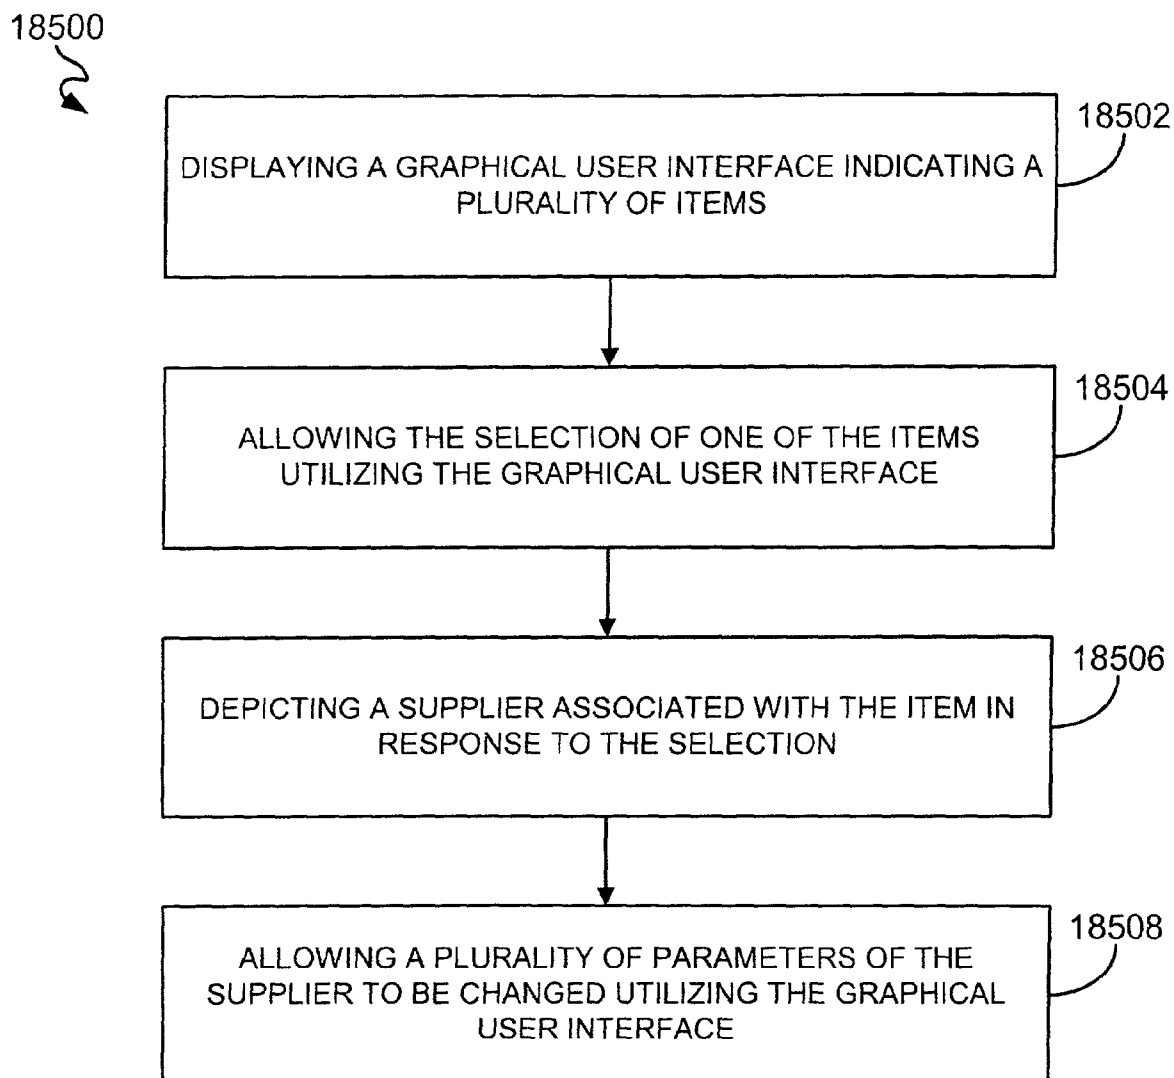 18500
18502
DISPLAYING A GRAPHICAL USER INTERFACE INDICATING A
PLURALITY OF ITEMS
18504
ALLOWING THE SELECTION OF ONE OF THE ITEMS
UTILIZING THE GRAPHICAL USER INTERFACE
18506
DEPICTING A SUPPLIER ASSOCIATED WITH THE ITEM IN
RESPONSE TO THE SELECTION
18508
ALLOWING A PLURALITY OF PARAMETERS OF THE
SUPPLIER TO BE CHANGED UTILIZING THE GRAPHICAL
USER INTERFACE